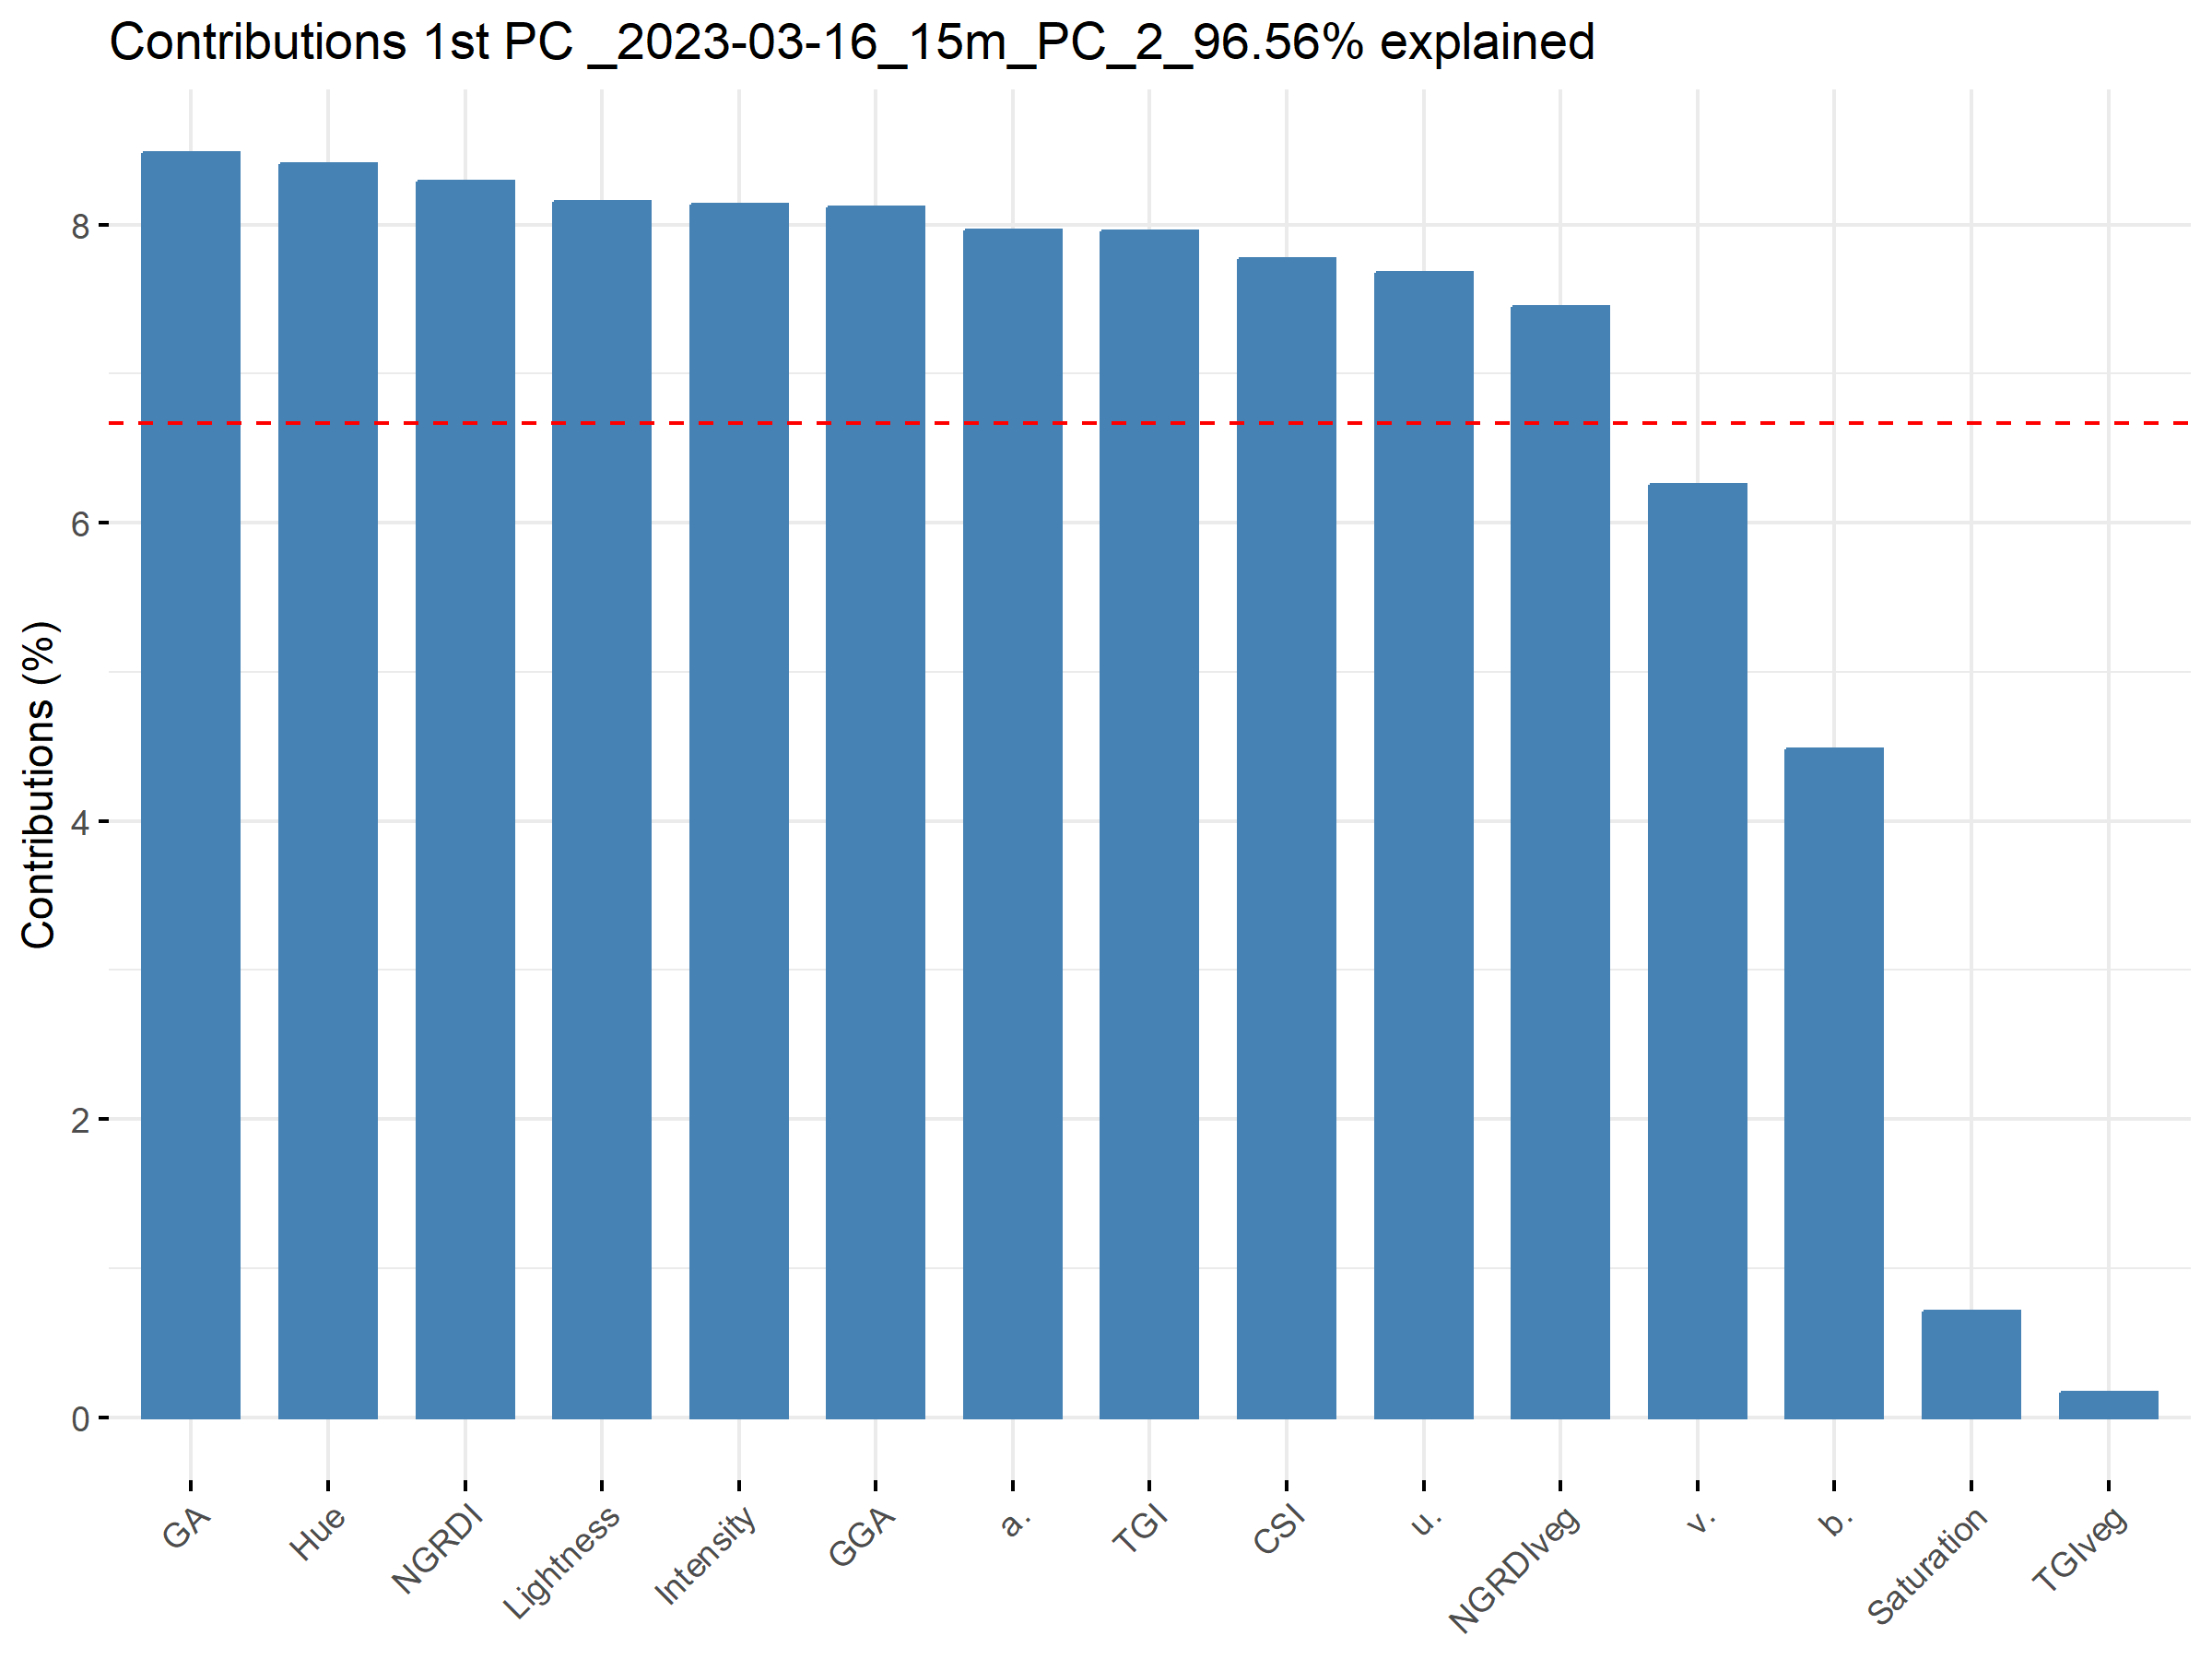 Contributions 1st PC _2023-03-16_15m_PC_2_96.56% explained
Contributions (%)
8
6
4
2
0
GA
Hue
NGRDI
Lightness
Intensity
GGA
a.
TGI
CSI
u.
NGRDIveg
v.
b.
Saturation
TGIveg